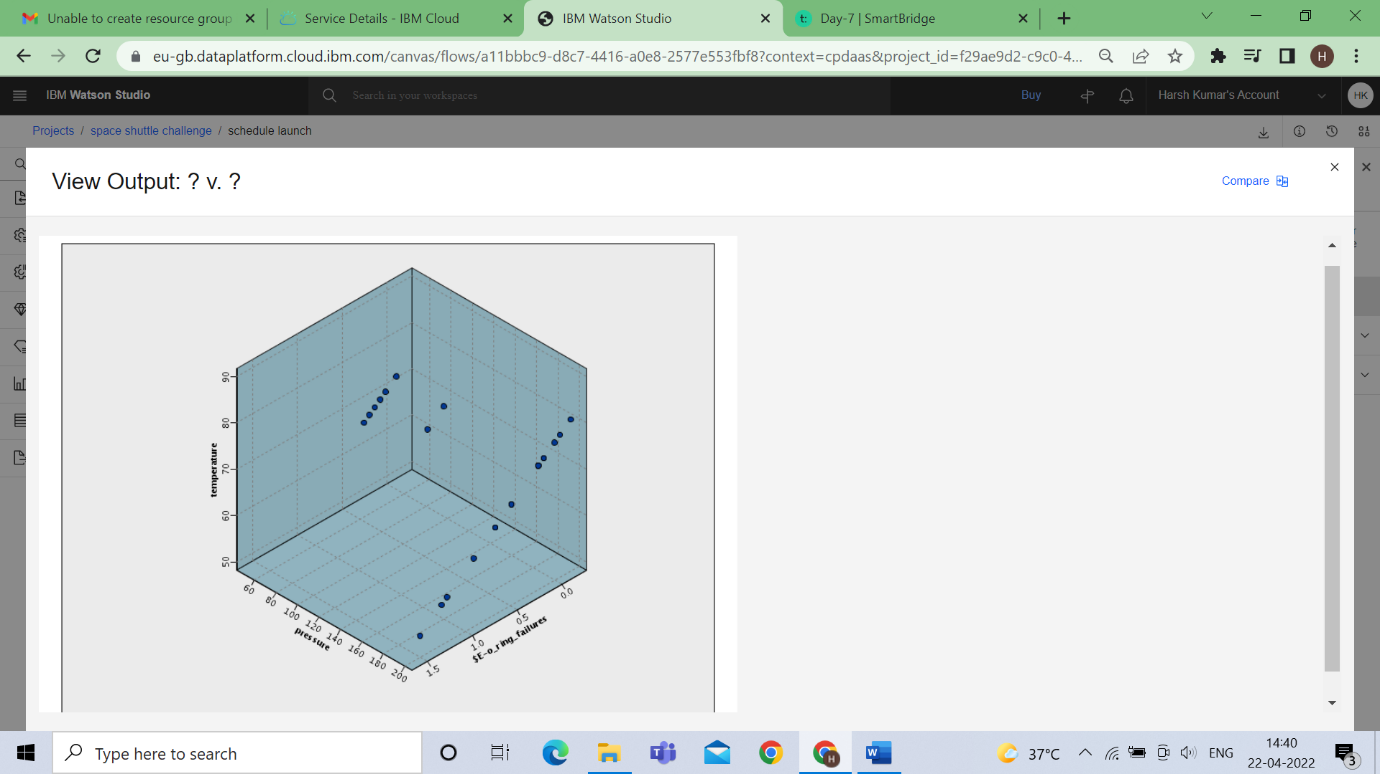 Unable to create resource group
Service Details - IBM Cloud
IBM Watson Studio
Day-7 | SmartBridge
eu-gb.dataplatform.cloud.ibm.com/canvas/flows/a11bbbc9-d8c7-4416-a0e8-2577e553fbf8?context=cpdaas&project_id=f29ae9d2-c9c0-4...
H
IBM Watson Studio
Search in your workspaces
Buy
Harsh Kumar's Account
HK
Projects / space shuttle challenge / schedule launch
View Output: ? v. ?
Compare
temperature
90
80
70
60
50
60
80
100
120
140
160
180
200
pressure
0.0
0.5
1.0
1.5
$E-o_ring_failures
Type here to search
37°C
ENG
14:40
22-04-2022
3